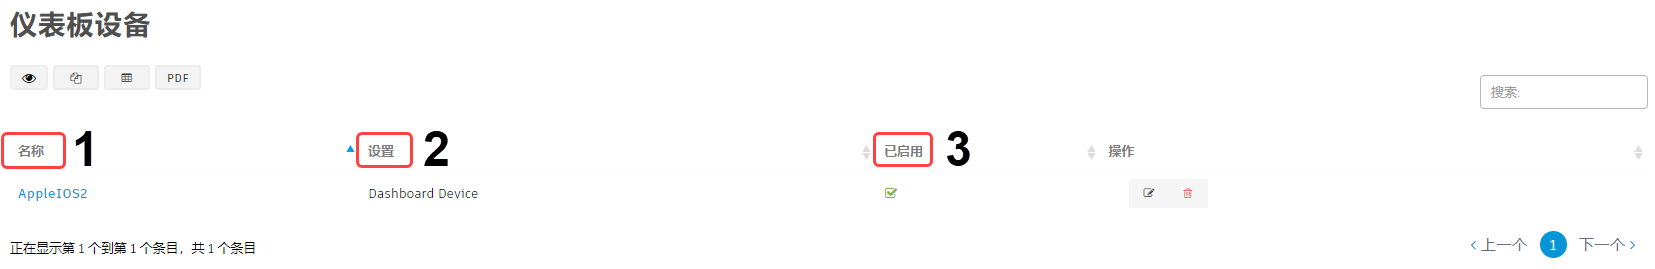 仪表板设备
PDF
搜索:
名称 1 设置 2 已启用 3 操作
AppleIOS2 Dashboard Device
正在显示第 1 个到第 1 个条目，共 1 个条目
上一个 1 下一个